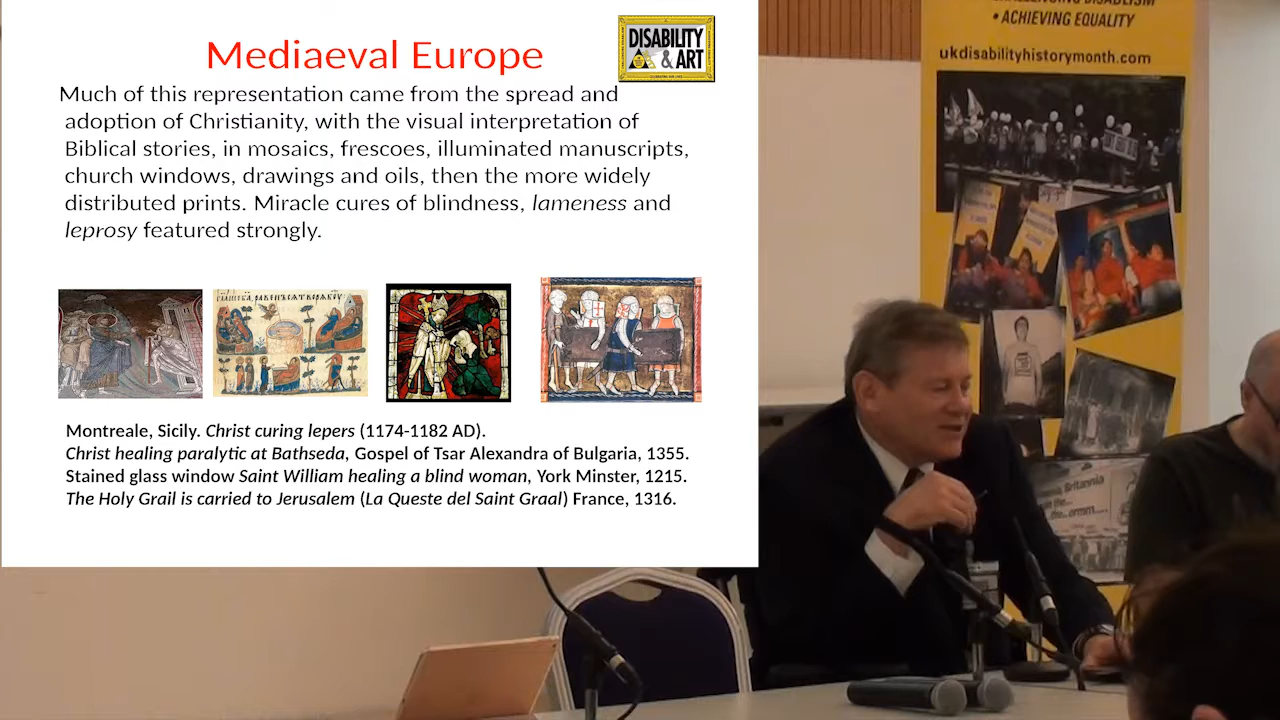 Mediaeval Europe
DISABILITY
& ART
Much of this representation came from the spread and
adoption of Christianity, with the visual interpretation of
Biblical stories, in mosaics, frescoes, illuminated manuscripts,
church windows, drawings and oils, then the more widely
distributed prints. Miracle cures of blindness, lameness and
leprosy featured strongly.
Montreale, Sicily. Christ curing lepers (1174-1182 AD).
Christ healing paralytic at Bathseda, Gospel of Tsar Alexandra of Bulgaria, 1355.
Stained glass window Saint William healing a blind woman, York Minster, 1215.
The Holy Grail is carried to Jerusalem (La Queste del Saint Graal) France, 1316.
• CHALLENGING DISABLISM
• ACHIEVING EQUALITY
ukdisabilityhistorymonth.com
Britannia